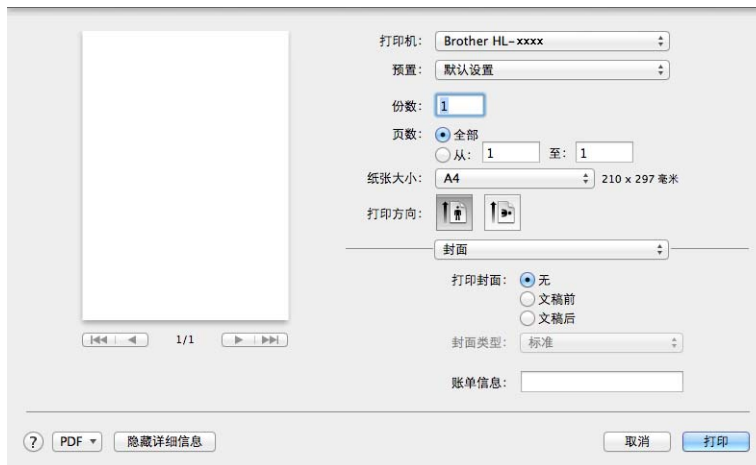 打印机: Brother HL-xxxx
预置: 默认设置
份数: 1
页数: 全部
从: 1 至: 1
纸张大小: A4 210 x 297 毫米
打印方向:
封面
打印封面: 无
文稿前
文稿后
封面类型: 标准
账单信息:
1/1
? PDF 隐藏详细信息 取消 打印